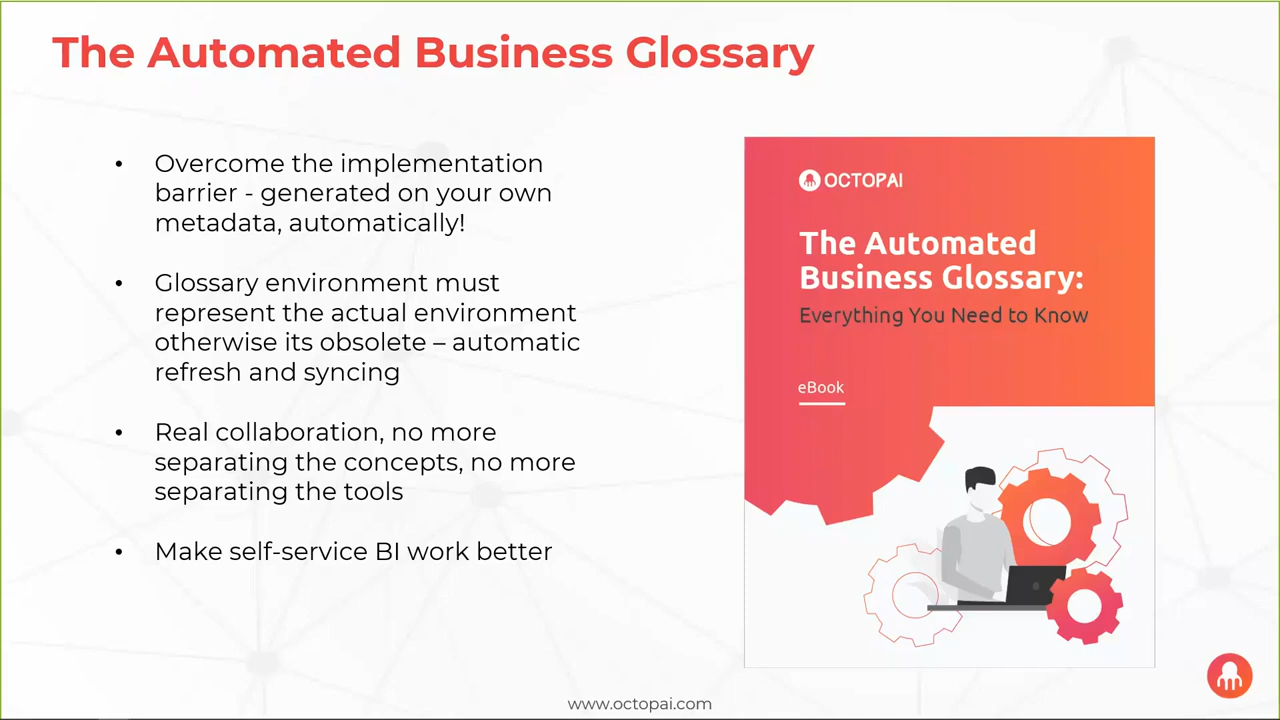 The Automated Business Glossary
• Overcome the implementation
barrier - generated on your own
metadata, automatically!
• Glossary environment must
represent the actual environment
otherwise its obsolete – automatic
refresh and syncing
• Real collaboration, no more
separating the concepts, no more
separating the tools
• Make self-service BI work better
OCTOPAI
The Automated
Business Glossary:
Everything You Need to Know
eBook
www.octopai.com